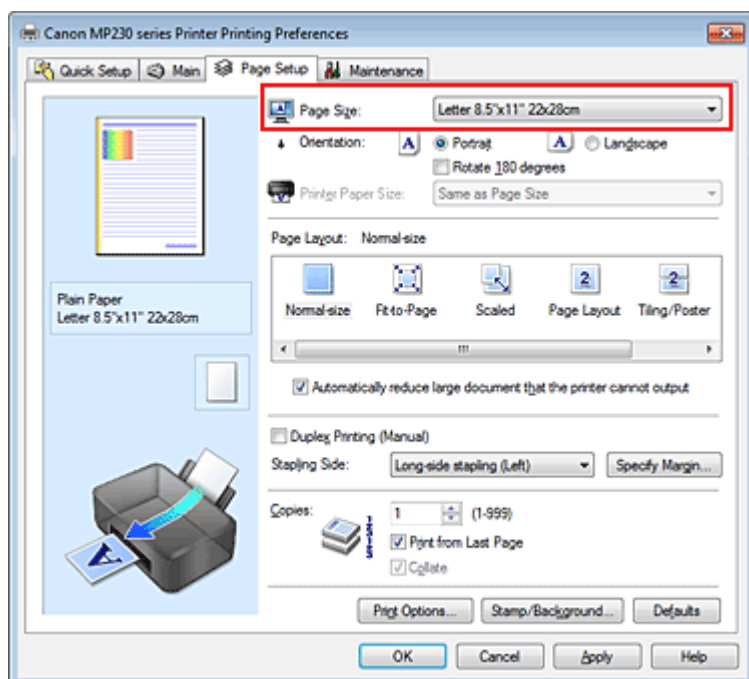 Canon MP230 series Printer Printing Preferences
Quick Setup Main Page Setup Maintenance
Page Size: Letter 8.5"x11" 22x28cm
Orientation: A Portrait A Landscape
Rotate 180 degrees
Printer Paper Size: Same as Page Size
Page Layout: Normal-size
2 2
Normal-size Fit-to-Page Scaled Page Layout Tiling/Poster
Plain Paper
Letter 8.5"x11" 22x28cm
Automatically reduce large document that the printer cannot output
Duplex Printing (Manual)
Stapling Side: Long-side stapling (Left) Specify Margin...
Copies: 1 (1-999)
Print from Last Page
Collate
A
Print Options... Stamp/Background... Defaults
OK Cancel Apply Help